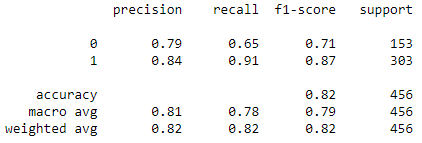 precision recall f1-score support
0 0.79 0.65 0.71 153
1 0.84 0.91 0.87 303
accuracy 0.82 456
macro avg 0.81 0.78 0.79 456
weighted avg 0.82 0.82 0.82 456